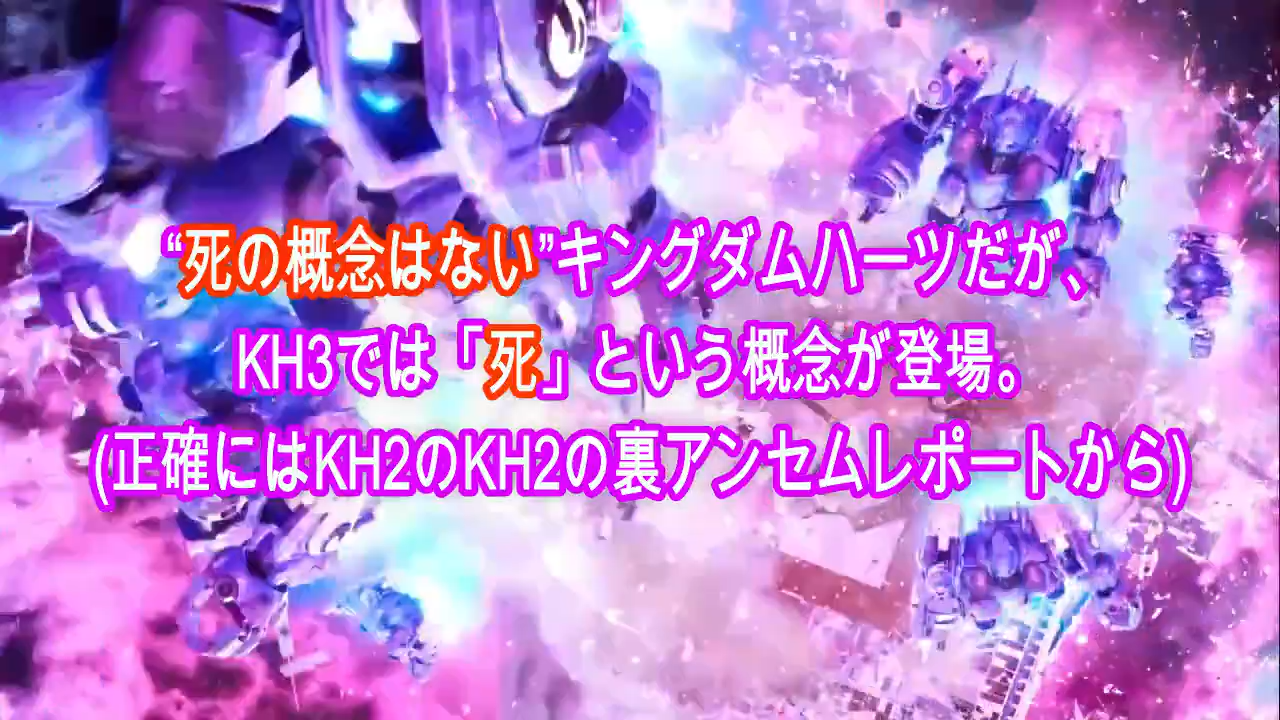 “死の概念はない”キングダムハーツだが、
KH3では「死」という概念が登場。
(正確にはKH2のKH2の裏アンセムレポートから)